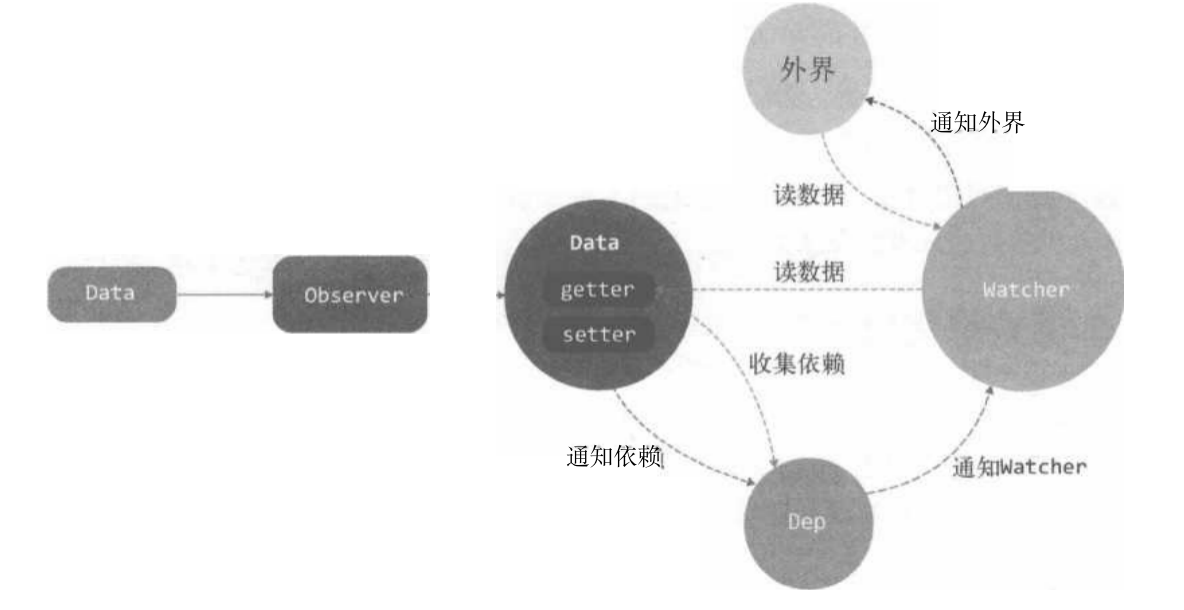 外界
通知外界
读数据
Data
getter
setter
读数据
Watcher
Data
Observer
收集依赖
通知依赖
通知Watcher
Dep